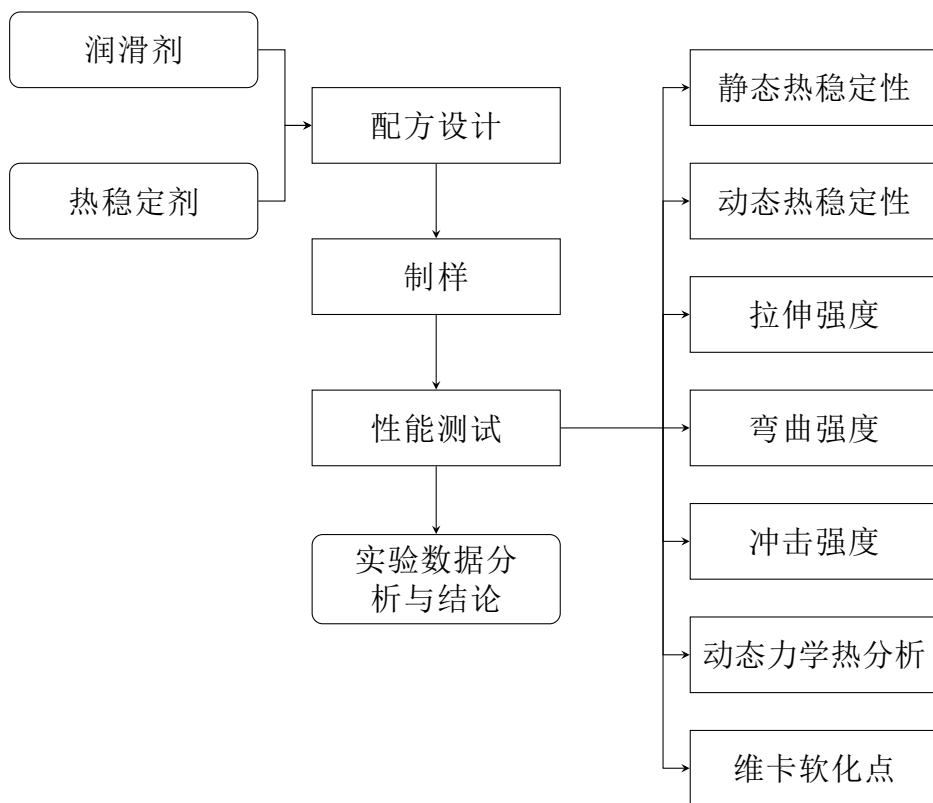 润滑剂
热稳定剂
配方设计
制样
性能测试
实验数据分
析与结论
静态热稳定性
动态热稳定性
拉伸强度
弯曲强度
冲击强度
动态力学热分析
维卡软化点